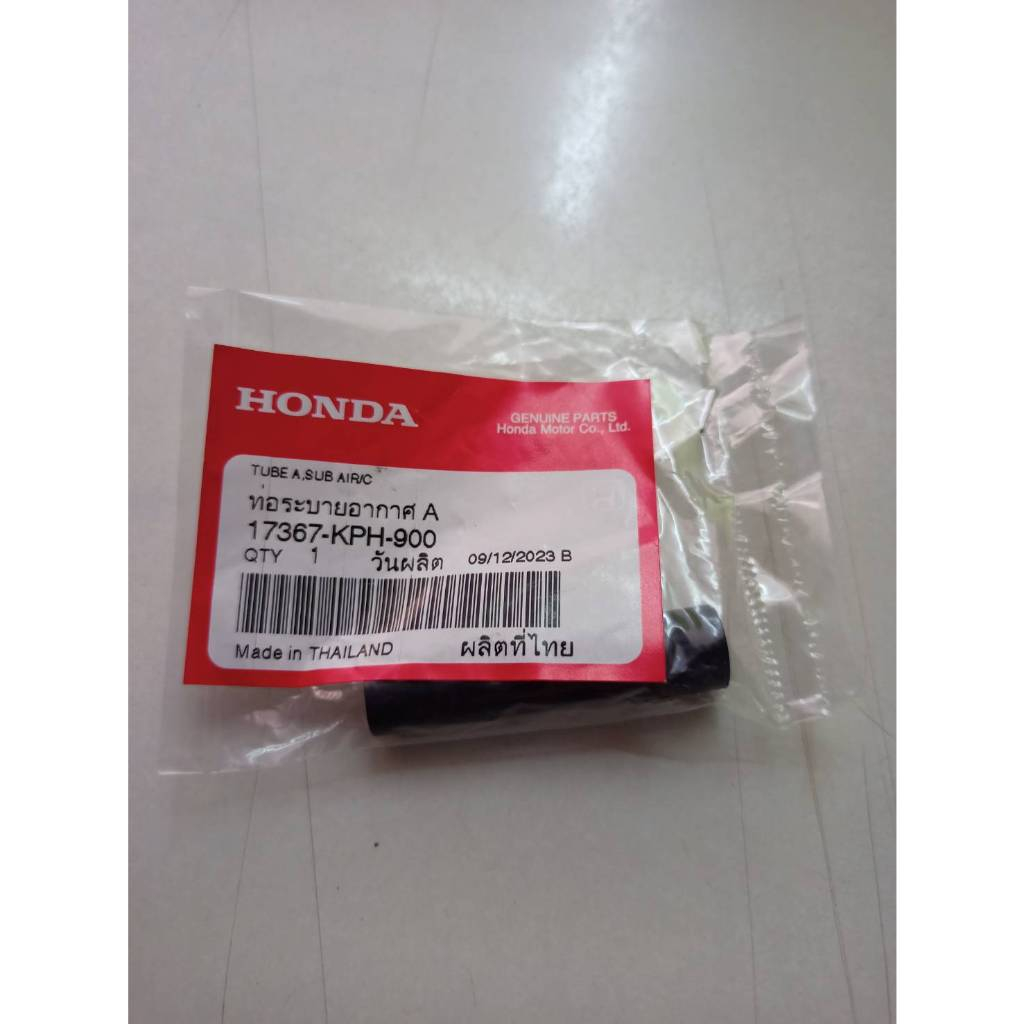 HONDA
GENUINE PARTS
Honda Motor Co., Ltd.
TUBE A,SUB AIR/C
ท่อระบายอากาศ A
17367-KPH-900
QTY 1 วันผลิต 09/12/2023 B
Made in THAILAND ผลิตที่ไทย